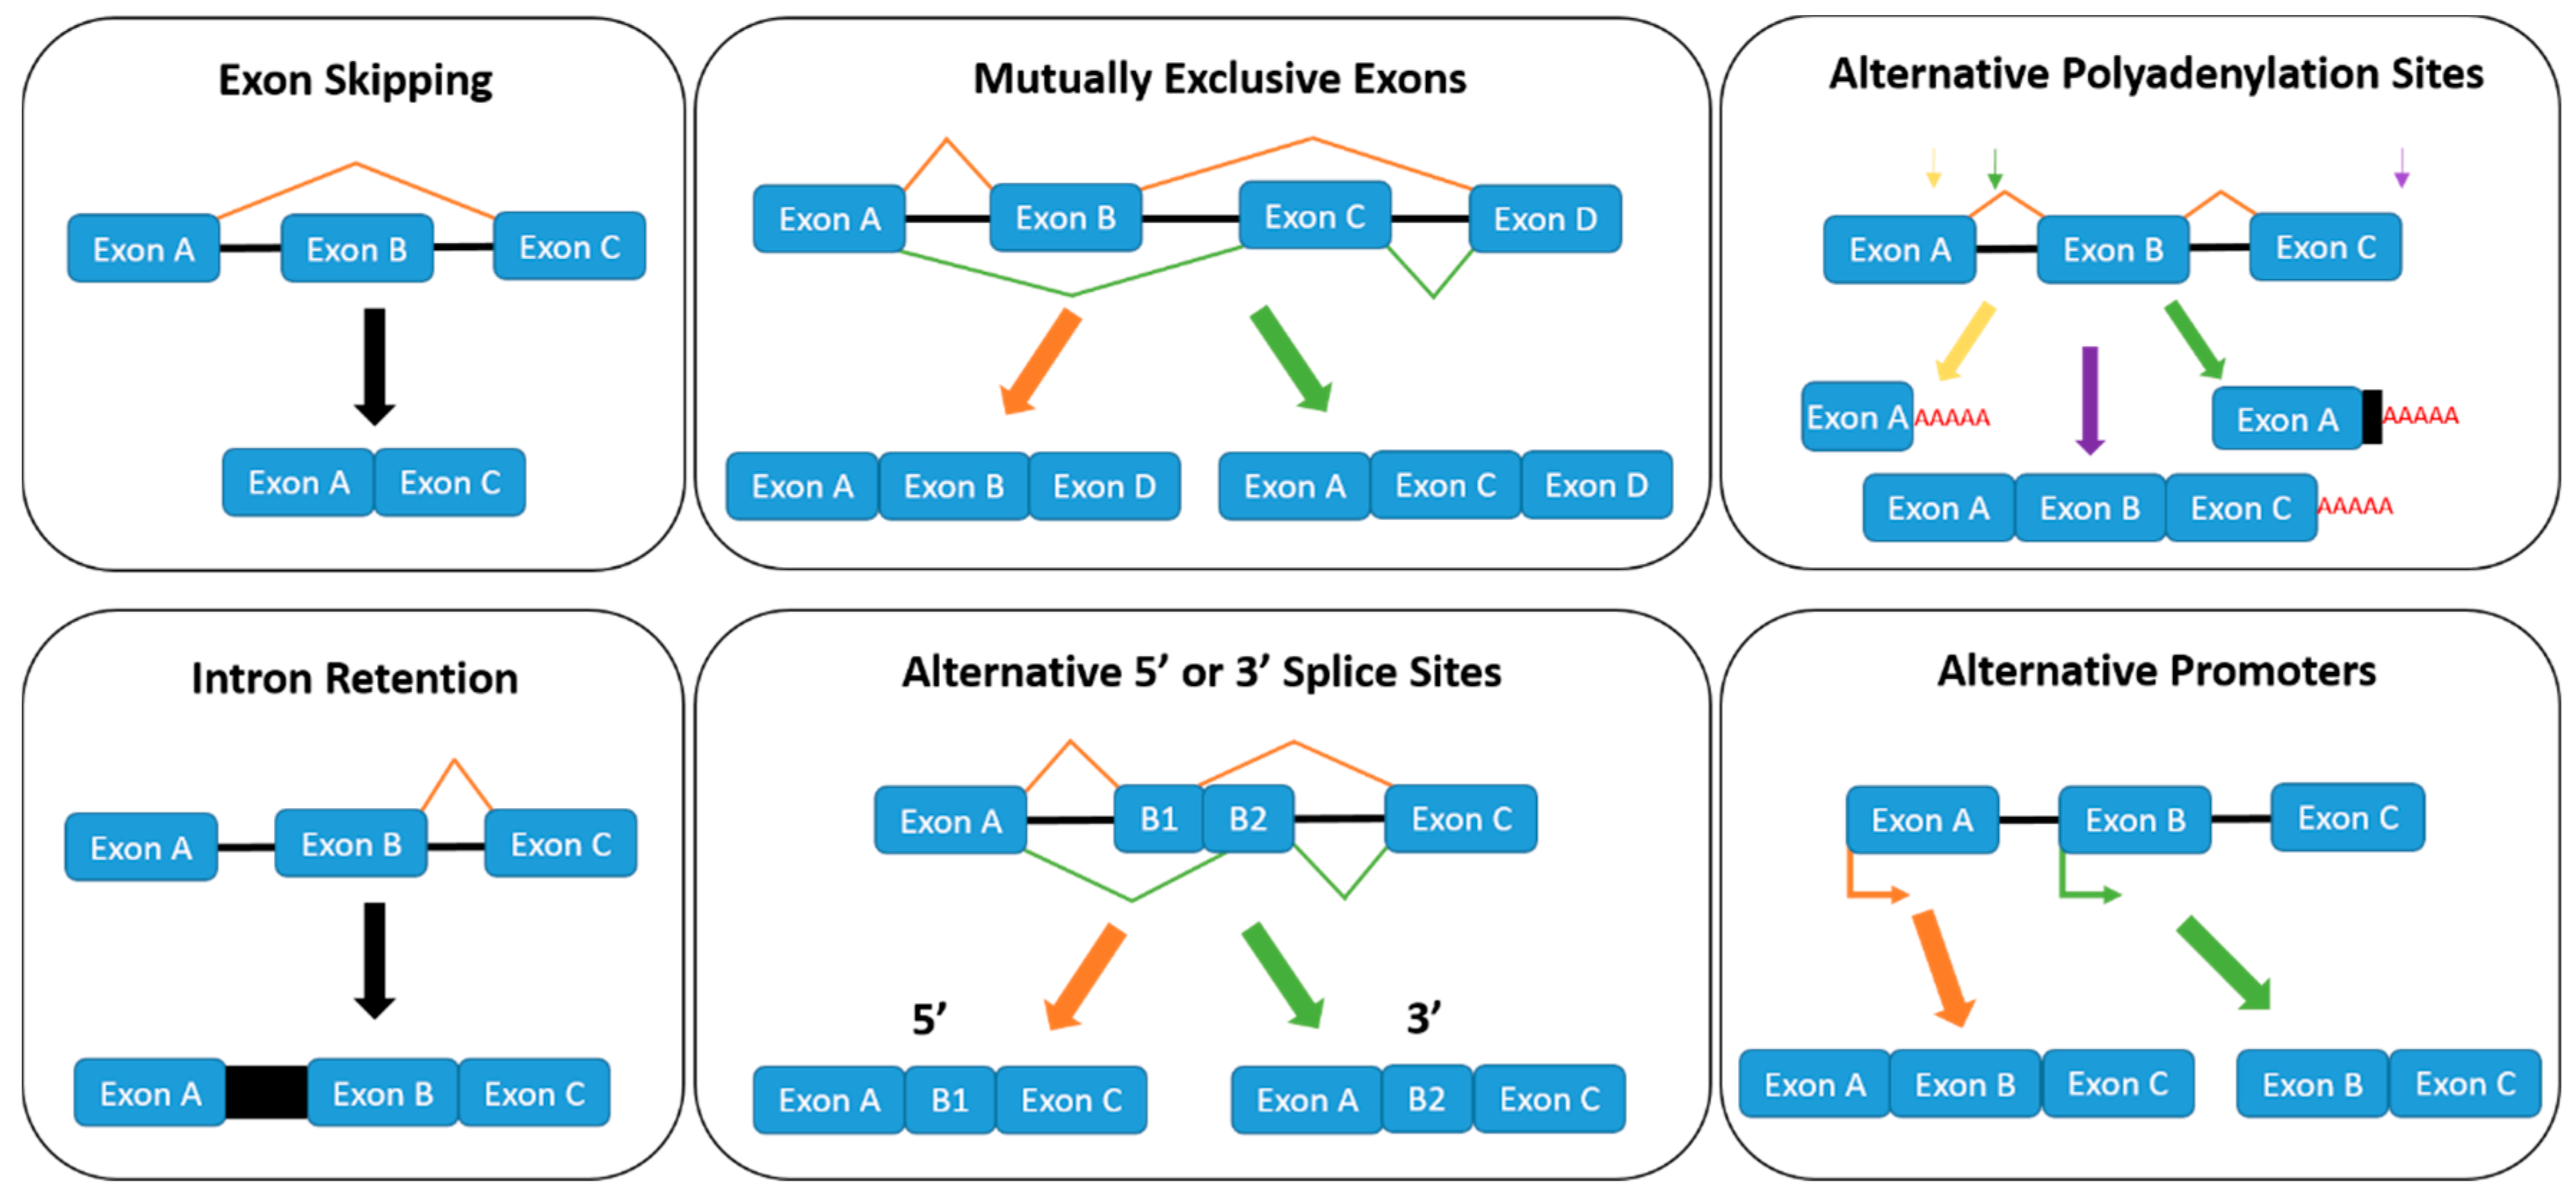 Exon Skipping
Exon A Exon B Exon C
Exon A Exon C
Mutually Exclusive Exons
Exon A Exon B Exon C Exon D
Exon A Exon B Exon D Exon A Exon C Exon D
Alternative Polyadenylation Sites
Exon A Exon B Exon C
Exon A AAAAA Exon A AAAAA
Exon A Exon B Exon C AAAAA
Intron Retention
Exon A Exon B Exon C
Exon A Exon B Exon C
Alternative 5’ or 3’ Splice Sites
Exon A B1 B2 Exon C
5’ 3’
Exon A B1 Exon C Exon A B2 Exon C
Alternative Promoters
Exon A Exon B Exon C
Exon A Exon B Exon C Exon B Exon C